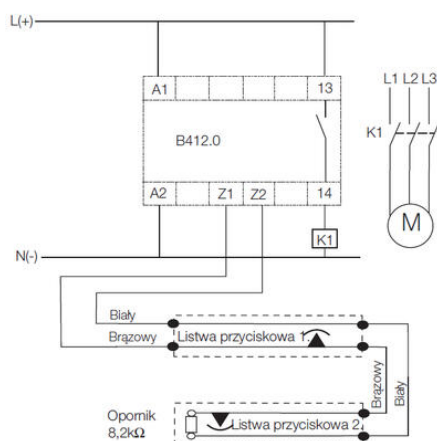 L(+)
A1 13
L1 L2 L3
B412.0
K1
A2 Z1 Z2 14
M
K1
N(-)
Biały
Brązowy
Listwa przyciskowa 1.
Brązowy
Biały
Opornik
8,2kΩ
Listwa przyciskowa 2.